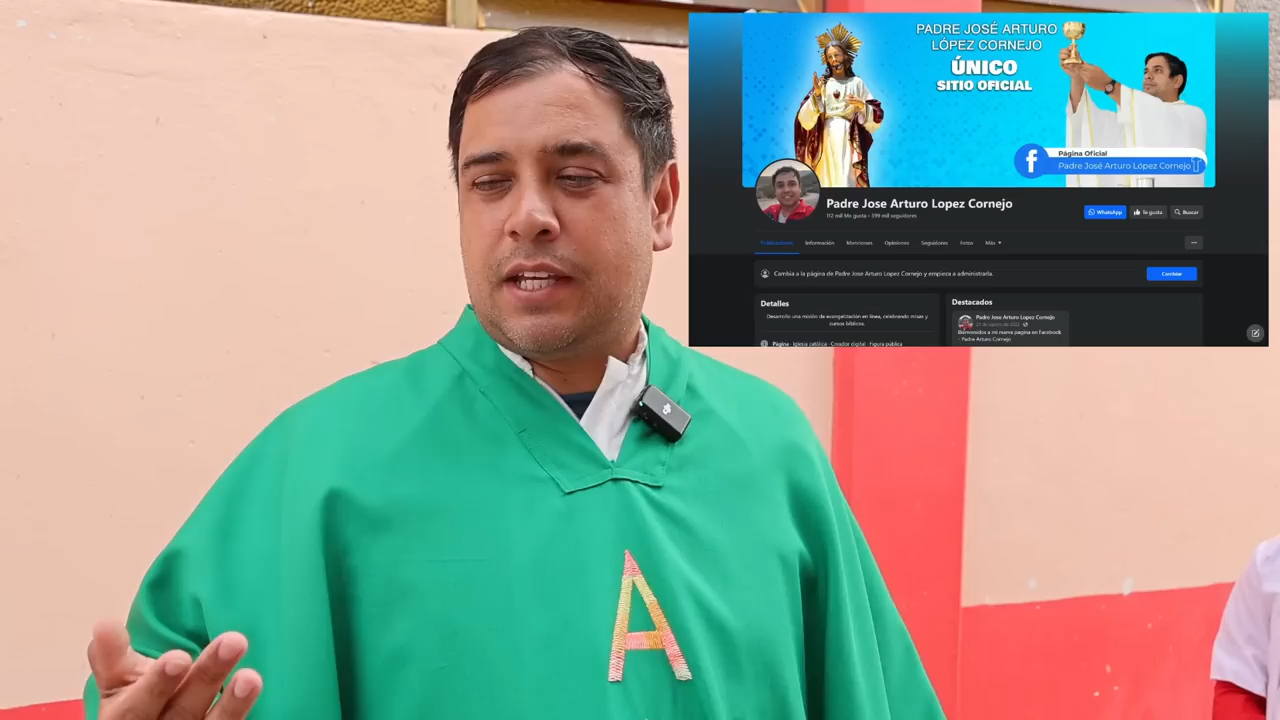 PADRE JOSÉ ARTURO
LÓPEZ CORNEJO
ÚNICO
SITIO OFICIAL
Página Oficial
Padre José Arturo López Cornejo
Padre Jose Arturo Lopez Cornejo
112 mil Me gusta • 399 mil seguidores
WhatsApp
Te gusta
Buscar
Publicaciones Información Menciones Opiniones Seguidores Fotos Más
Cambia a la página de Padre Jose Arturo Lopez Cornejo y empieza a administrarla.
Cambiar
Detalles
Desarrollo una misión de evangelización en línea, celebrando misas y
cursos bíblicos.
Página · Iglesia católica · Creador digital · Figura pública
Destacados
Padre Jose Arturo Lopez Cornejo
Bienvenidos a mi nueva pagina en Facebook
- Padre Arturo Cornejo
A